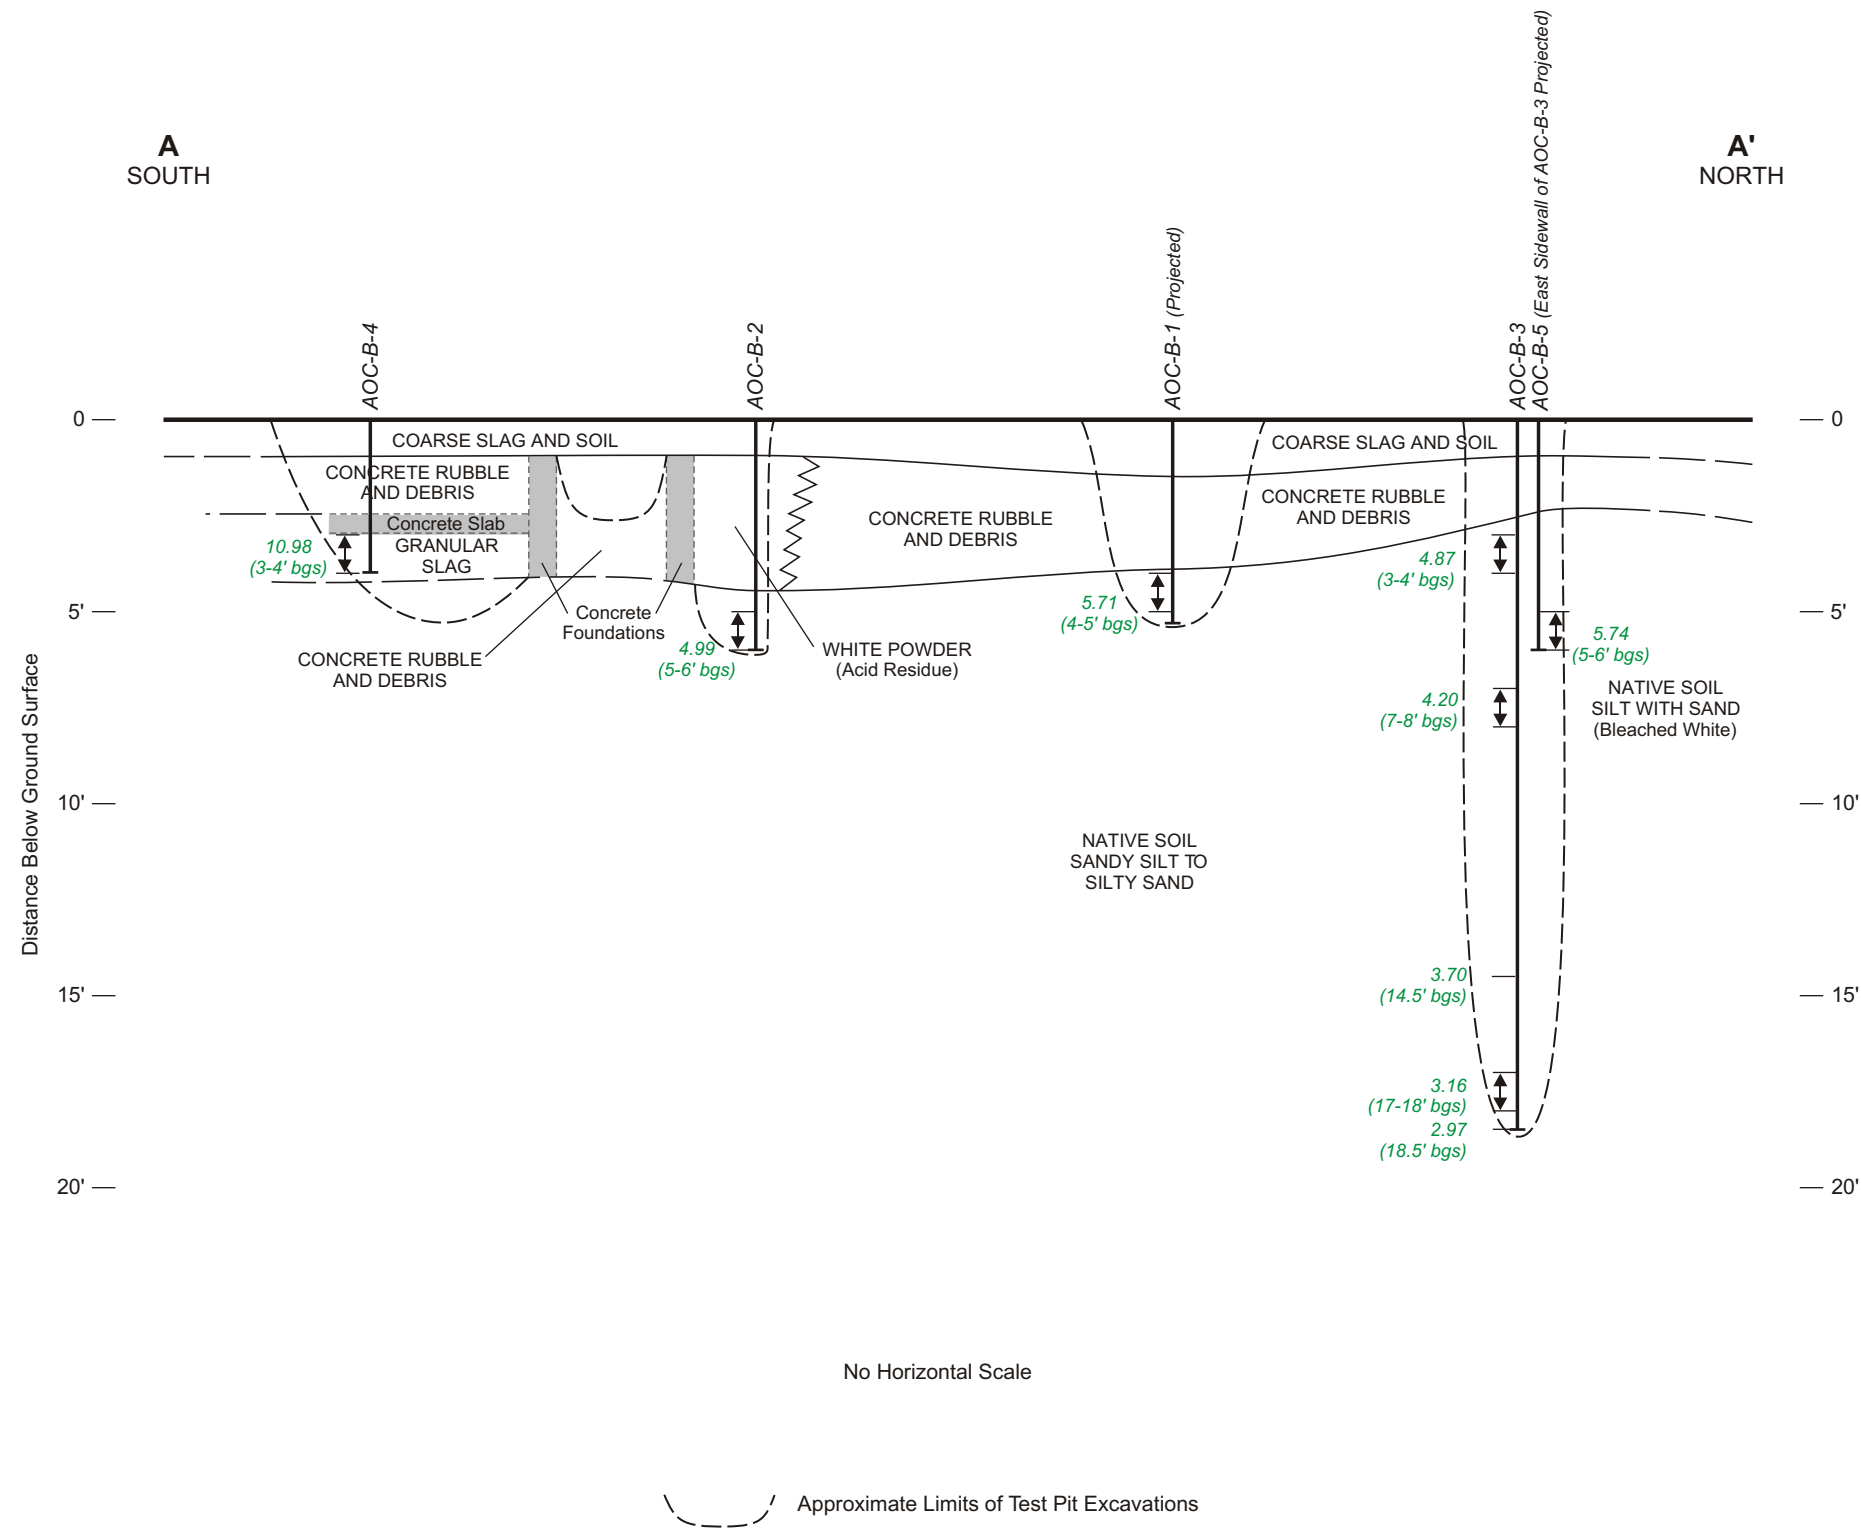 A
SOUTH
A'
NORTH
AOC-B-4
AOC-B-2
AOC-B-1 (Projected)
AOC-B-3
AOC-B-5 (East Sidewall of AOC-B-3 Projected)
0
0
COARSE SLAG AND SOIL
COARSE SLAG AND SOIL
CONCRETE RUBBLE
AND DEBRIS
CONCRETE RUBBLE
AND DEBRIS
CONCRETE RUBBLE
AND DEBRIS
Concrete Slab
GRANULAR
SLAG
10.98
(3-4' bgs)
4.87
(3-4' bgs)
5'
5'
Concrete
Foundations
5.71
(4-5' bgs)
CONCRETE RUBBLE
AND DEBRIS
4.99
(5-6' bgs)
WHITE POWDER
(Acid Residue)
5.74
(5-6' bgs)
4.20
(7-8' bgs)
NATIVE SOIL
SILT WITH SAND
(Bleached White)
Distance Below Ground Surface
10'
10'
NATIVE SOIL
SANDY SILT TO
SILTY SAND
3.70
(14.5' bgs)
15'
15'
3.16
(17-18' bgs)
2.97
(18.5' bgs)
20'
20'
No Horizontal Scale
Approximate Limits of Test Pit Excavations